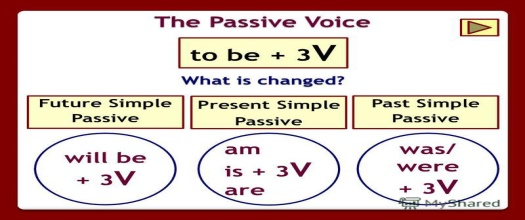 The Passive Voice
to be + 3V
What is changed?
Future Simple
Passive
Present Simple
Passive
Past Simple
Passive
will be
+ 3V
am
is + 3V
are
was/
were
+ 3V
MyShared